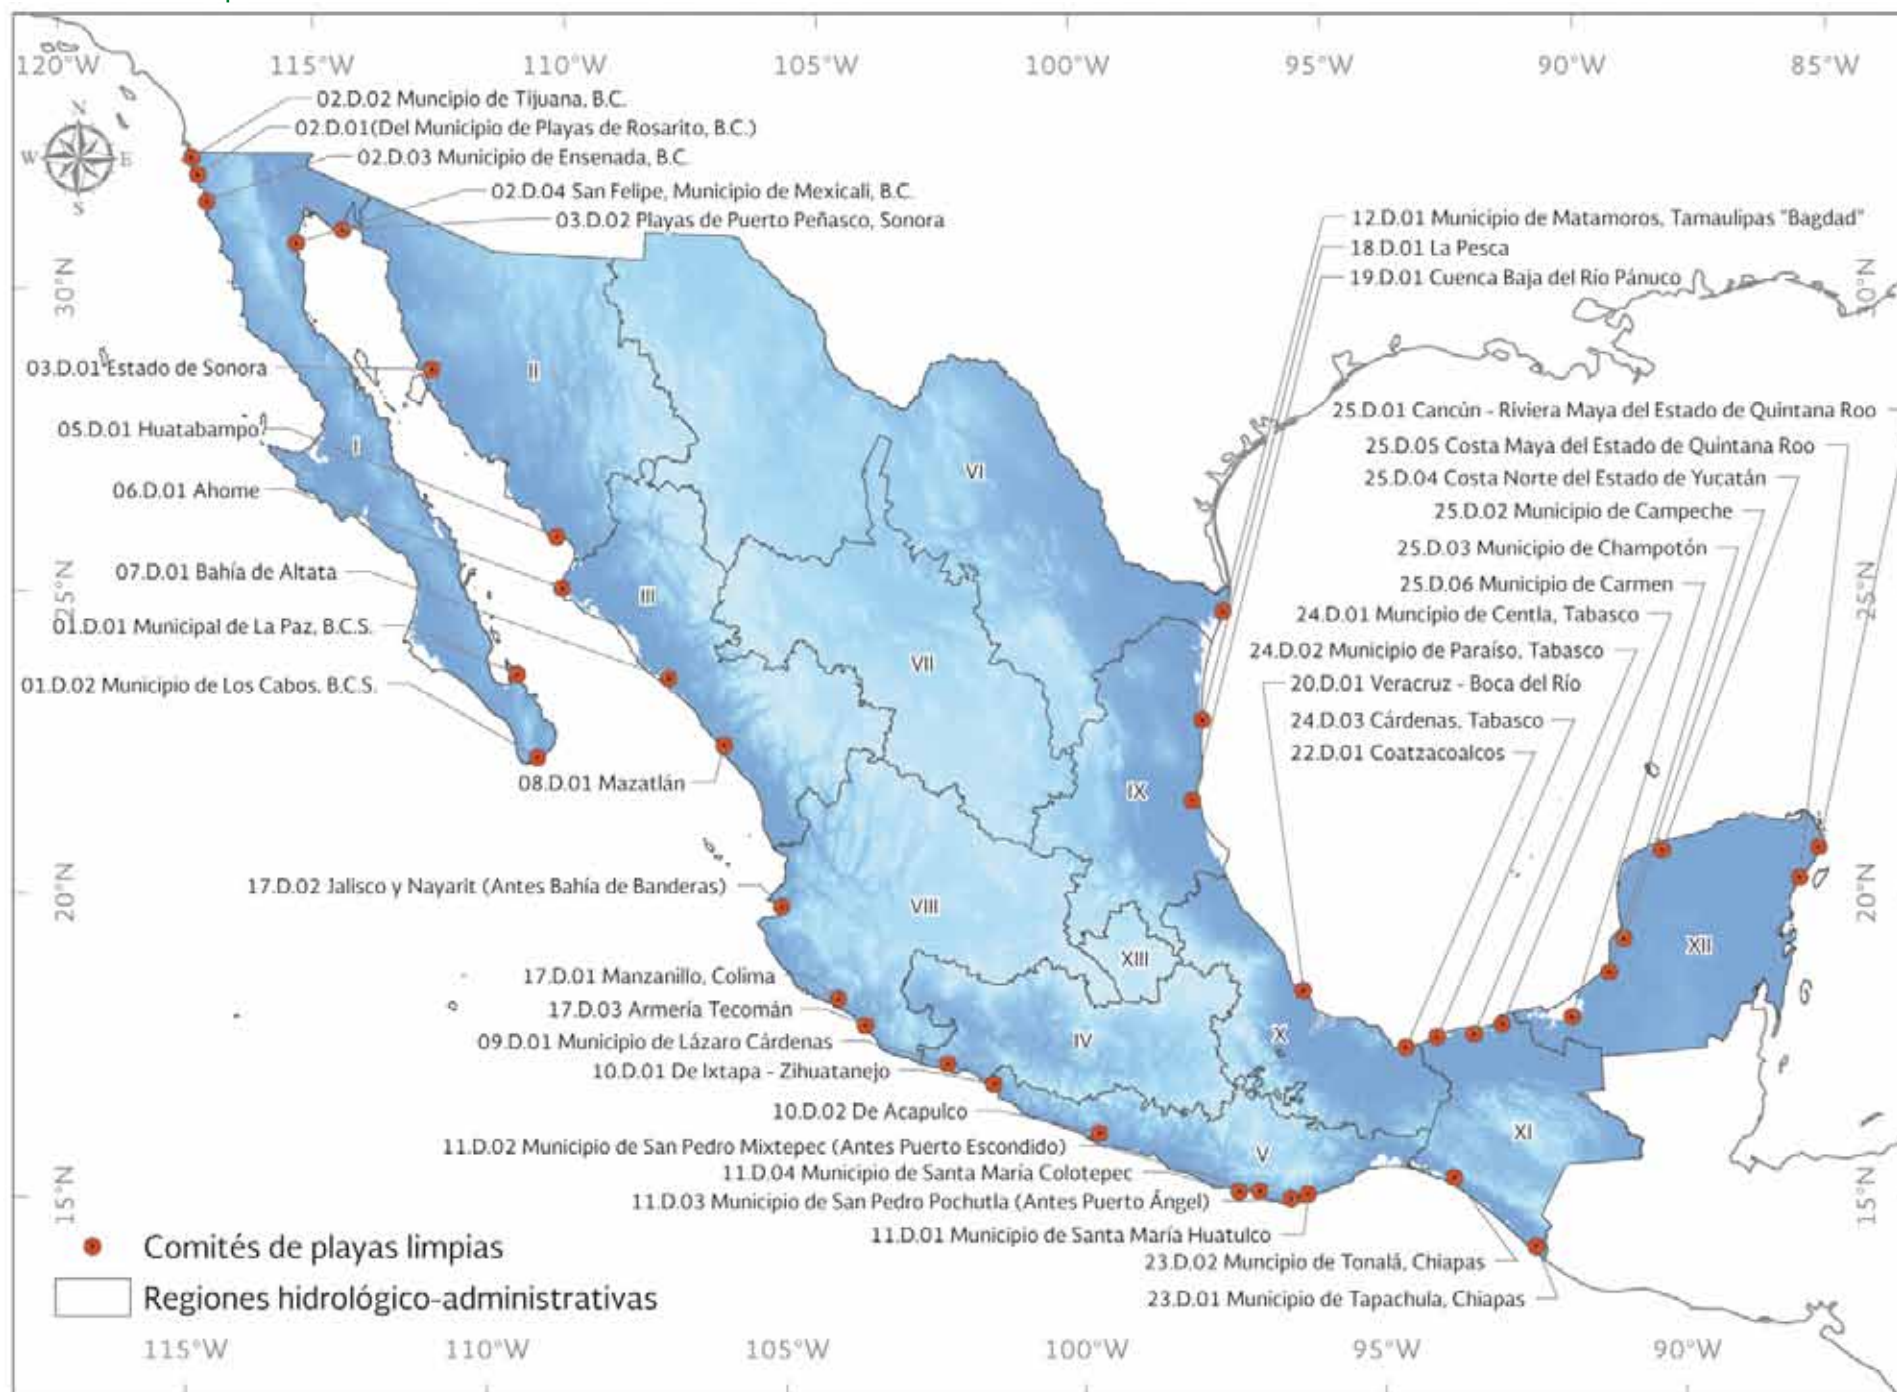 120°W 115°W 110°W 105°W 100°W 95°W 90°W 85°W
N
W E
S
02.D.02 Muncipio de Tijuana, B.C.
02.D.01(Del Municipio de Playas de Rosarito, B.C.)
02.D.03 Municipio de Ensenada, B.C.
02.D.04 San Felipe, Municipio de Mexicali, B.C.
03.D.02 Playas de Puerto Peñasco, Sonora
12.D.01 Municipio de Matamoros, Tamaulipas "Bagdad"
18.D.01 La Pesca
19.D.01 Cuenca Baja del Río Pánuco
30°N
30°N
03.D.01 Estado de Sonora
II
05.D.01 Huatabampo
I
VI
25.D.01 Cancún - Riviera Maya del Estado de Quintana Roo
25.D.05 Costa Maya del Estado de Quintana Roo
25.D.04 Costa Norte del Estado de Yucatán
06.D.01 Ahome
25.D.02 Municipio de Campeche
25.D.03 Municipio de Champotón
07.D.01 Bahía de Altata
25.D.06 Municipio de Carmen
25°N
III
25°N
24.D.01 Muncipio de Centla, Tabasco
01.D.01 Municipal de La Paz, B.C.S.
24.D.02 Municipio de Paraíso, Tabasco
VII
01.D.02 Municipio de Los Cabos, B.C.S.
20.D.01 Veracruz - Boca del Río
24.D.03 Cárdenas, Tabasco
22.D.01 Coatzacoalcos
08.D.01 Mazatlán
IX
17.D.02 Jalisco y Nayarit (Antes Bahía de Banderas)
20°N
VIII
20°N
XII
XIII
17.D.01 Manzanillo, Colima
17.D.03 Armería Tecomán
09.D.01 Municipio de Lázaro Cárdenas
IV
X
10.D.01 De Ixtapa - Zihuatanejo
10.D.02 De Acapulco
XI
11.D.02 Municipio de San Pedro Mixtepec (Antes Puerto Escondido)
V
11.D.04 Municipio de Santa María Colotepec
11.D.03 Municipio de San Pedro Pochutla (Antes Puerto Ángel)
15°N
15°N
11.D.01 Municipio de Santa María Huatulco
23.D.02 Muncipio de Tonalá, Chiapas
23.D.01 Municipio de Tapachula, Chiapas
Comités de playas limpias
Regiones hidrológico-administrativas
115°W 110°W 105°W 100°W 95°W 90°W